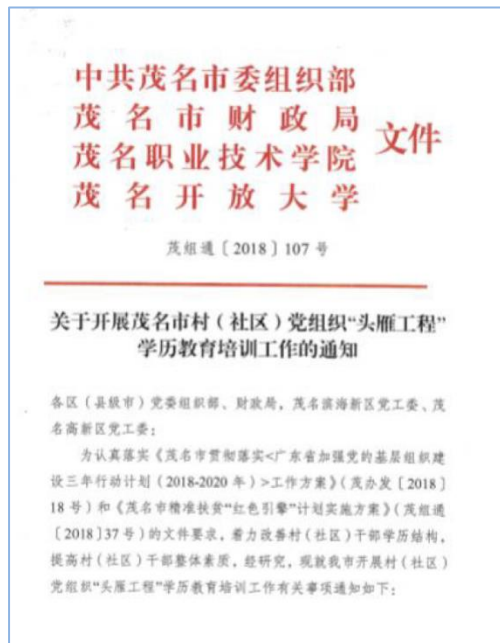 中共茂名市委组织部
茂名市财政局
茂名职业技术学院
茂名开放大学
文件
茂组通〔2018〕107号
关于开展茂名市村（社区）党组织“头雁工程”
学历教育培训工作的通知
各区（县级市）党委组织部、财政局，茂名滨海新区党工委、茂
名高新区党工委：
为认真落实《茂名市贯彻落实<广东省加强党的基层组织建
设三年行动计划（2018-2020年）>工作方案》（茂办发〔2018〕
18号）和《茂名市精准扶贫“红色引擎”计划实施方案》（茂组通
〔2018〕37号）的文件要求，着力改善村（社区）干部学历结构，
提高村（社区）干部整体素质，经研究，现就我市开展村（社区）
党组织“头雁工程”学历教育培训工作有关事项通知如下：